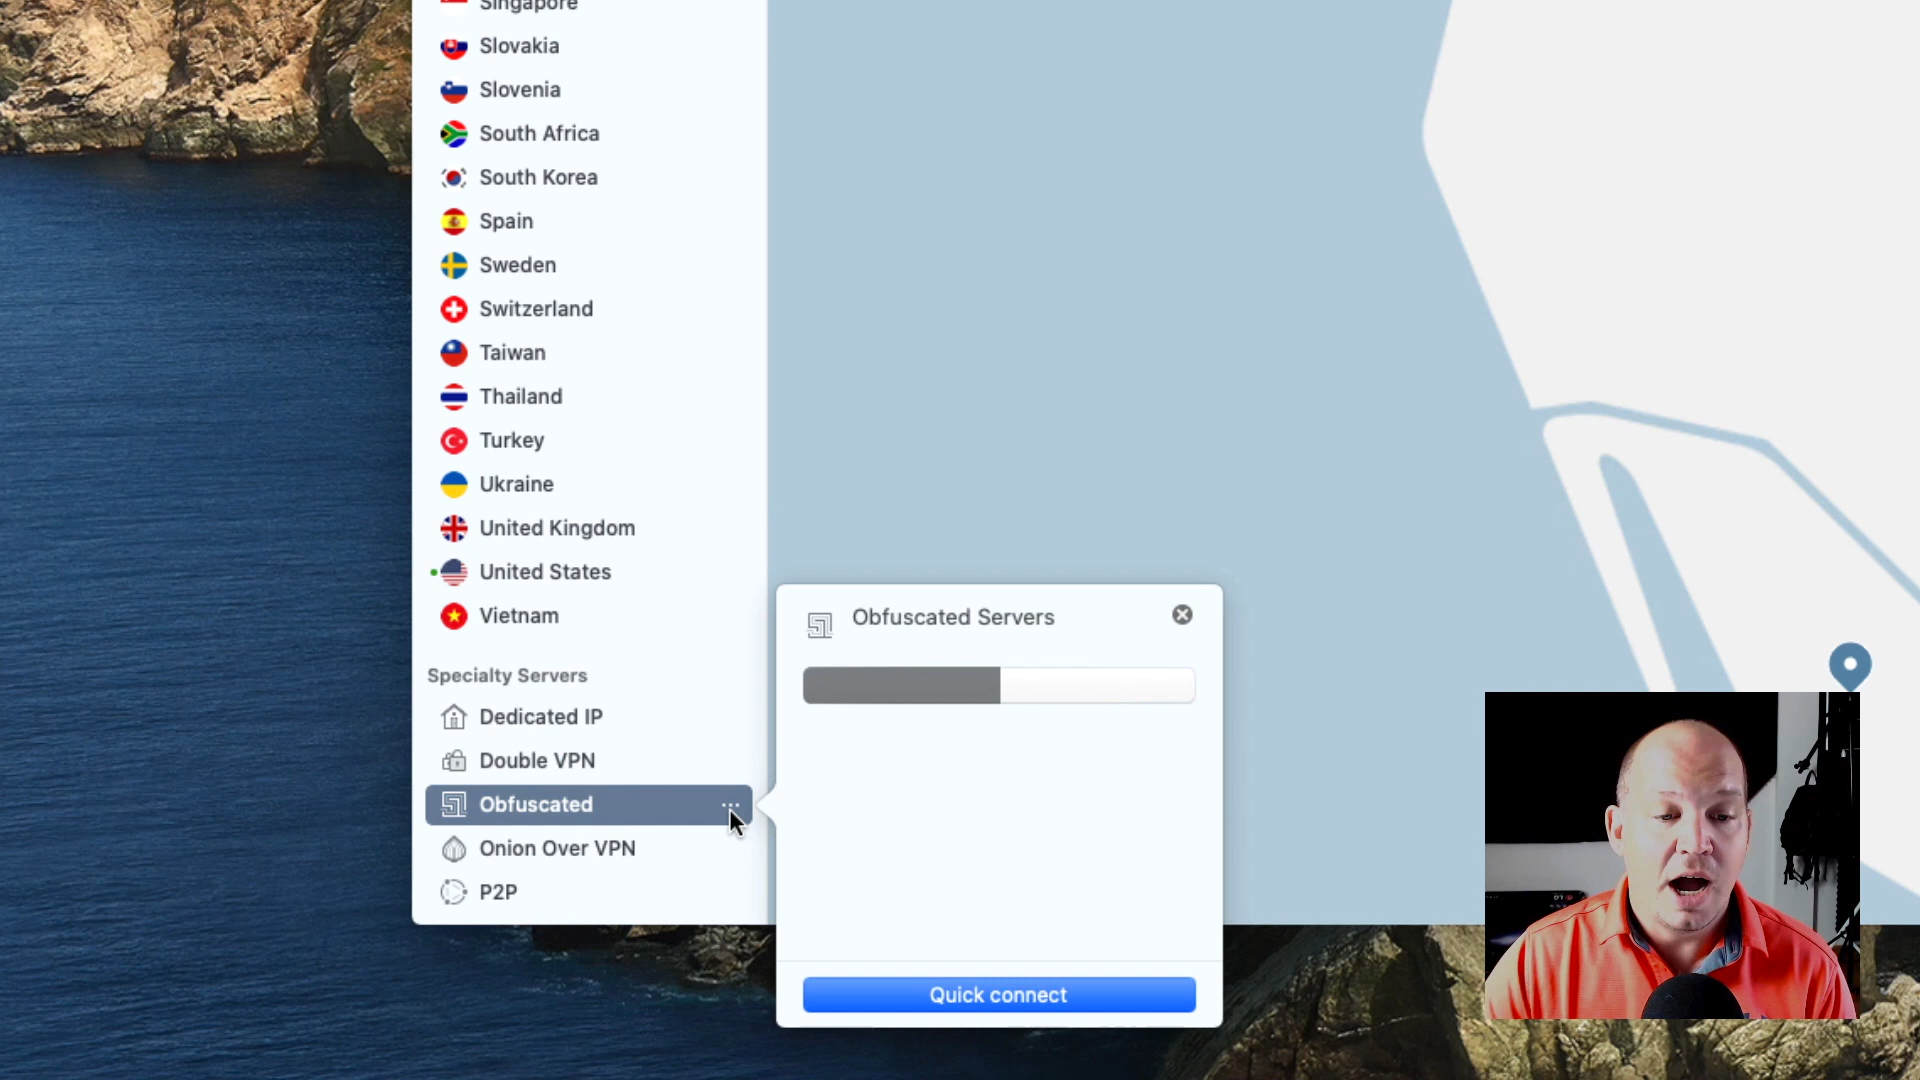 Singapore
Slovakia
Slovenia
South Africa
South Korea
Spain
Sweden
Switzerland
Taiwan
Thailand
Turkey
Ukraine
United Kingdom
United States
Vietnam
Specialty Servers
Dedicated IP
Double VPN
Obfuscated
Onion Over VPN
P2P
Obfuscated Servers
Quick connect